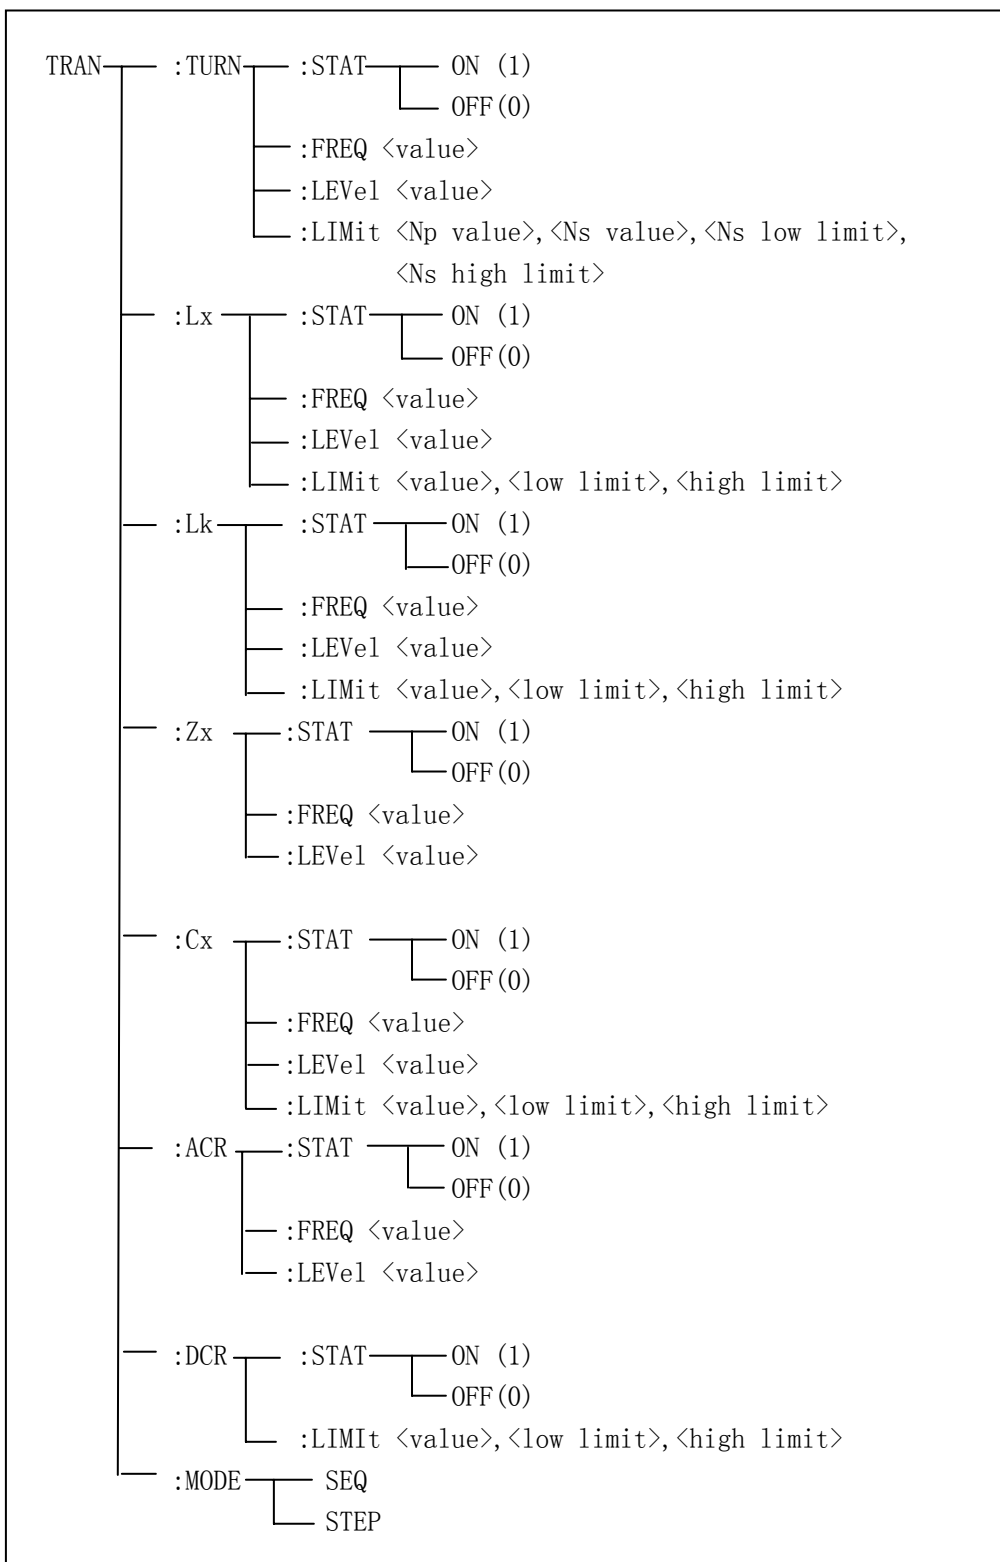 TRAN :TURN :STAT ON (1)
OFF(0)
:FREQ <value>
:LEVel <value>
:LIMit <Np value>,<Ns value>,<Ns low limit>,
<Ns high limit>
:Lx :STAT ON (1)
OFF(0)
:FREQ <value>
:LEVel <value>
:LIMit <value>,<low limit>,<high limit>
:Lk :STAT ON (1)
OFF(0)
:FREQ <value>
:LEVel <value>
:LIMit <value>,<low limit>,<high limit>
:Zx :STAT ON (1)
OFF(0)
:FREQ <value>
:LEVel <value>
:Cx :STAT ON (1)
OFF(0)
:FREQ <value>
:LEVel <value>
:LIMit <value>,<low limit>,<high limit>
:ACR :STAT ON (1)
OFF(0)
:FREQ <value>
:LEVel <value>
:DCR :STAT ON (1)
OFF(0)
:LIMIt <value>,<low limit>,<high limit>
:MODE SEQ
STEP